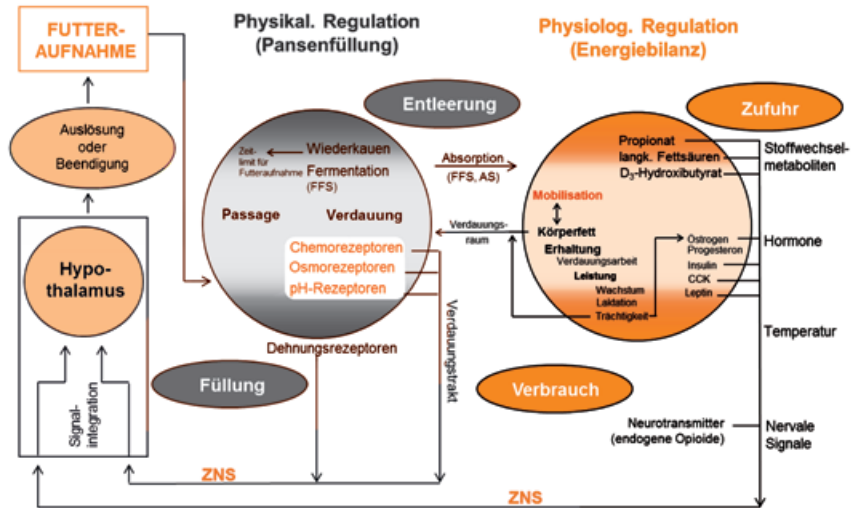 FUTTER-
AUFNAHME
Auslösung
oder
Beendigung
Hypo-
thalamus
Signal-
integration
Physikal. Regulation
(Pansenfüllung)
Entleerung
Zeit-
limit für
Futteraufnahme
Wiederkauen
Fermentation
(FFS)
Passage
Verdauung
Chemorezeptoren
Osmorezeptoren
pH-Rezeptoren
Dehnungsrezeptoren
Füllung
Verdauungstrakt
ZNS
Absorption
(FFS, AS)
Verdauungs-
raum
Physiolog. Regulation
(Energiebilanz)
Zufuhr
Propionat
langk. Fettsäuren
D₃-Hydroxibutyrat
Mobilisation
Körperfett
Erhaltung
Verdauungsarbeit
Leistung
Wachstum
Laktation
Trächtigkeit
Östrogen
Progesteron
Insulin
CCK
Leptin
Verbrauch
Stoffwechsel-
metaboliten
Hormone
Temperatur
Neurotransmitter
(endogene Opioide)
Nervale
Signale
ZNS